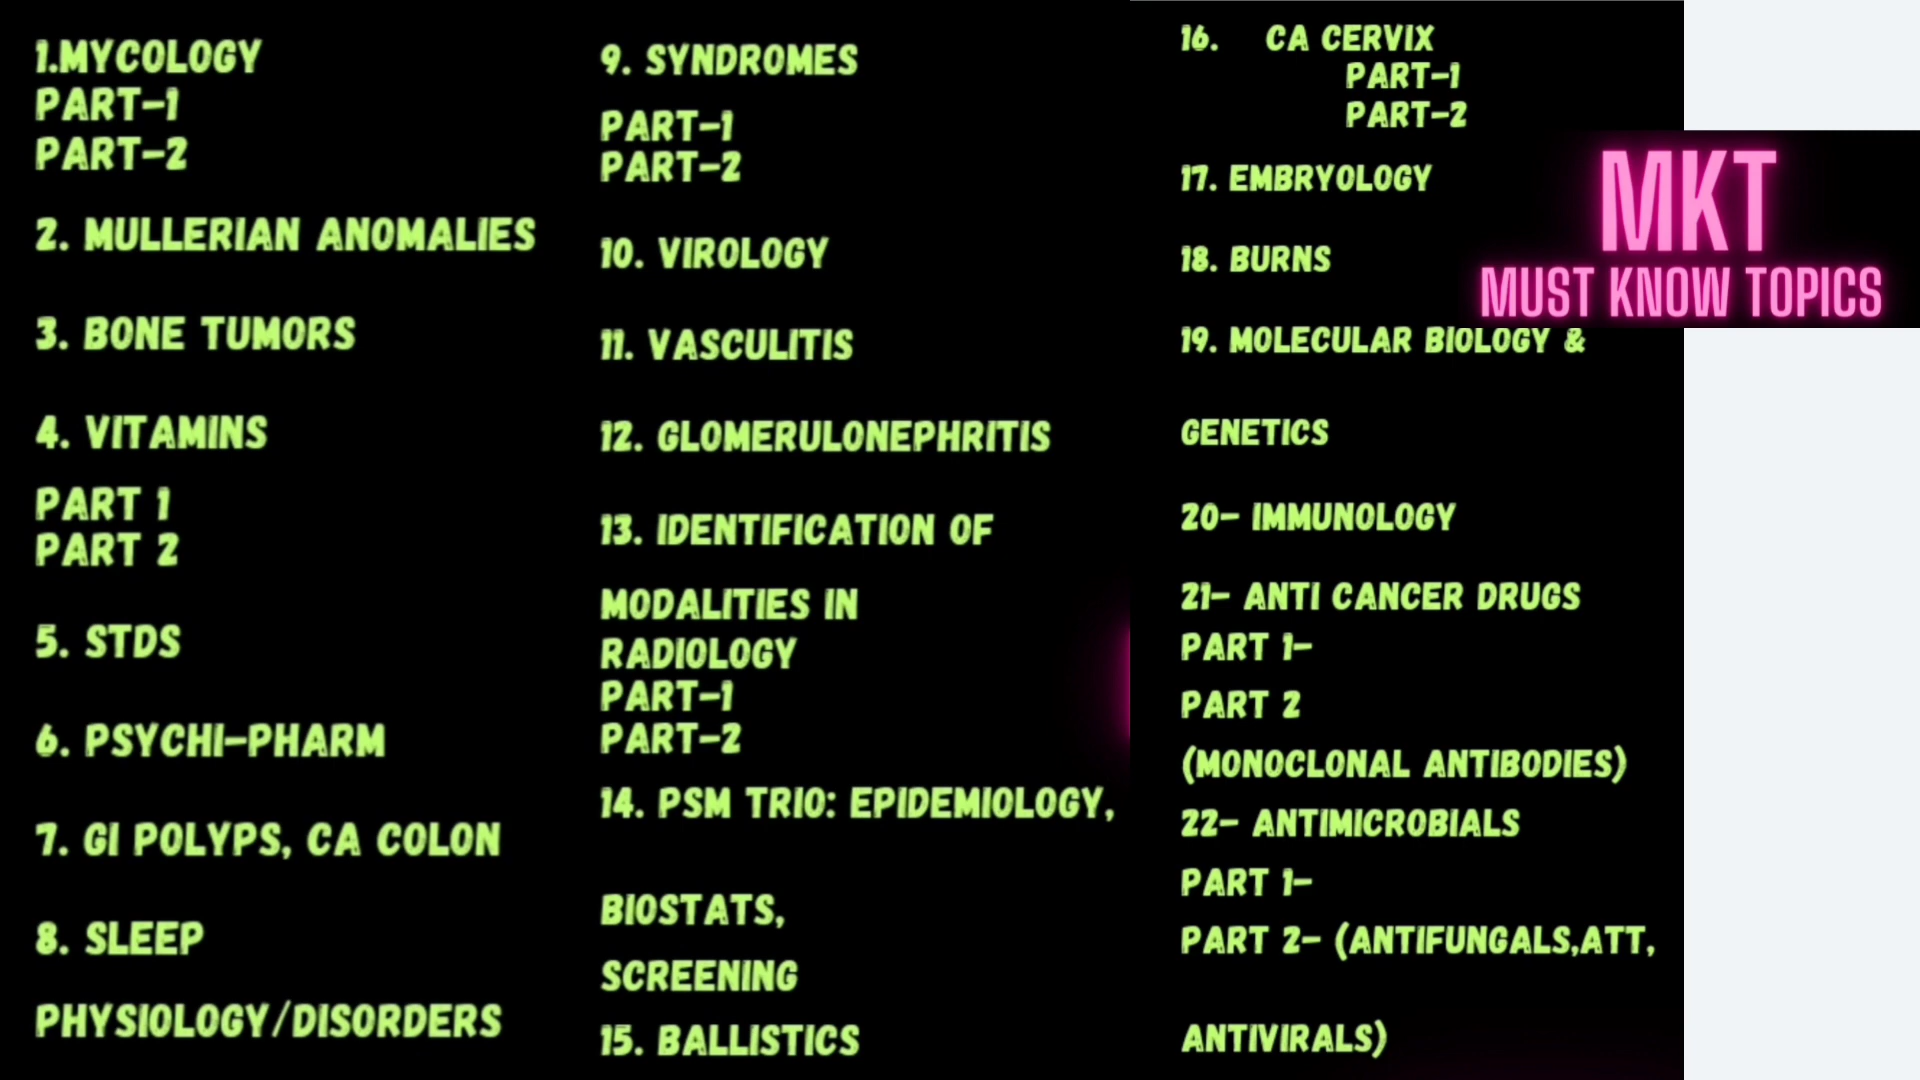 1.MYCOLOGY
PART-1
PART-2
2. MULLERIAN ANOMALIES
3. BONE TUMORS
4. VITAMINS
PART 1
PART 2
5. STDS
6. PSYCHI-PHARM
7. GI POLYPS, CA COLON
8. SLEEP
PHYSIOLOGY/DISORDERS
9. SYNDROMES
PART-1
PART-2
10. VIROLOGY
11. VASCULITIS
12. GLOMERULONEPHRITIS
13. IDENTIFICATION OF
MODALITIES IN
RADIOLOGY
PART-1
PART-2
14. PSM TRIO: EPIDEMIOLOGY,
BIOSTATS,
SCREENING
15. BALLISTICS
16. CA CERVIX
PART-1
PART-2
17. EMBRYOLOGY
18. BURNS
19. MOLECULAR BIOLOGY &
GENETICS
20- IMMUNOLOGY
21- ANTI CANCER DRUGS
PART 1-
PART 2
(MONOCLONAL ANTIBODIES)
22- ANTIMICROBIALS
PART 1-
PART 2- (ANTIFUNGALS,ATT,
ANTIVIRALS)
MKT
MUST KNOW TOPICS